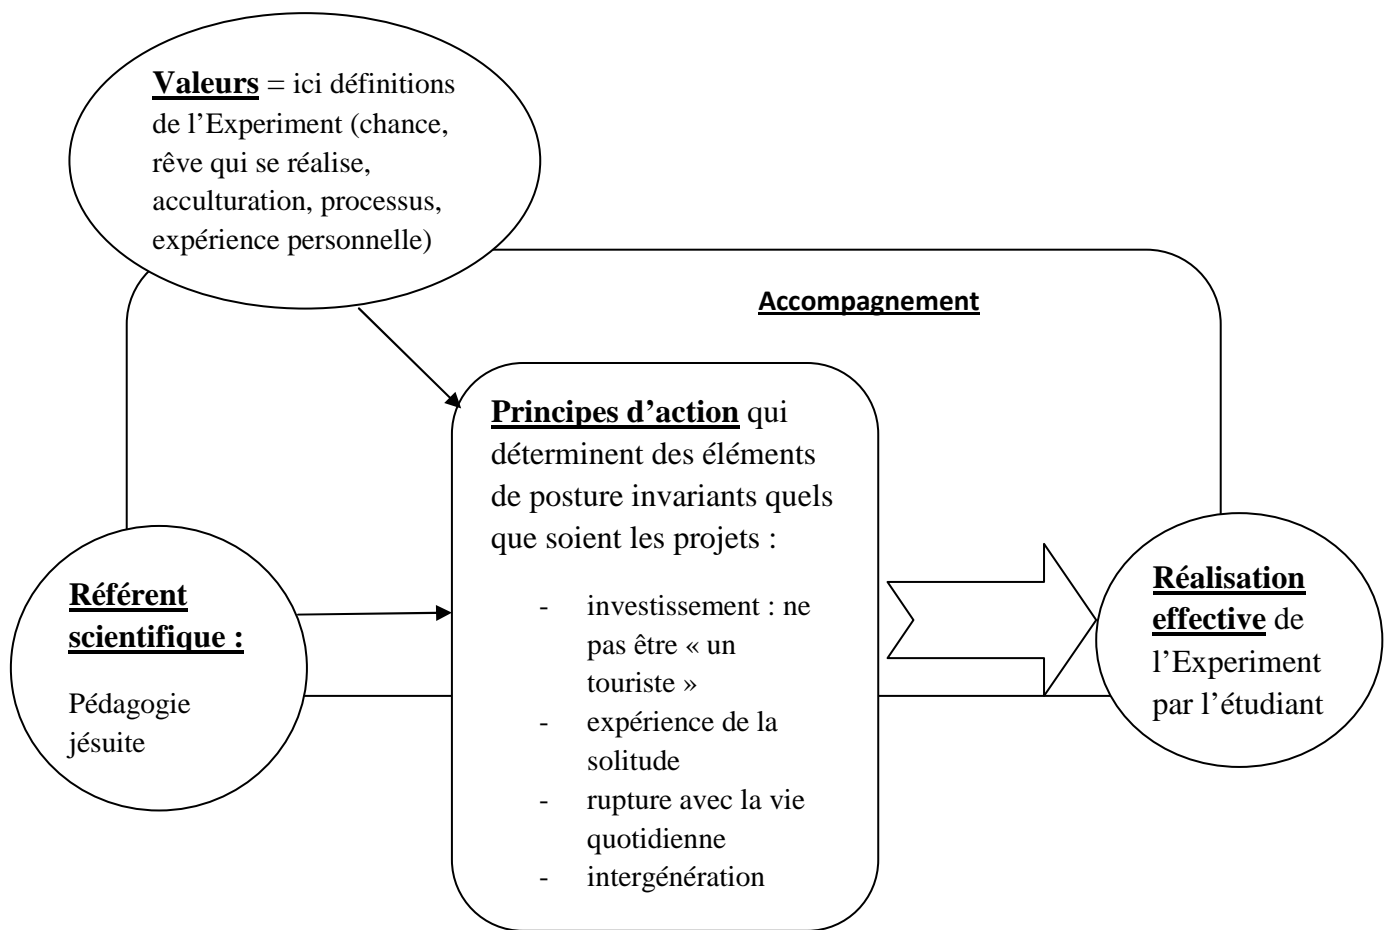 Valeurs = ici définitions
de l’Experiment (chance,
rêve qui se réalise,
acculturation, processus,
expérience personnelle)
Accompagnement
Principes d’action qui
déterminent des éléments
de posture invariants quels
que soient les projets :
- investissement : ne
pas être « un
touriste »
- expérience de la
solitude
- rupture avec la vie
quotidienne
- intergénération
Référent
scientifique :
Pédagogie
jésuite
Réalisation
effective de
l’Experiment
par l’étudiant